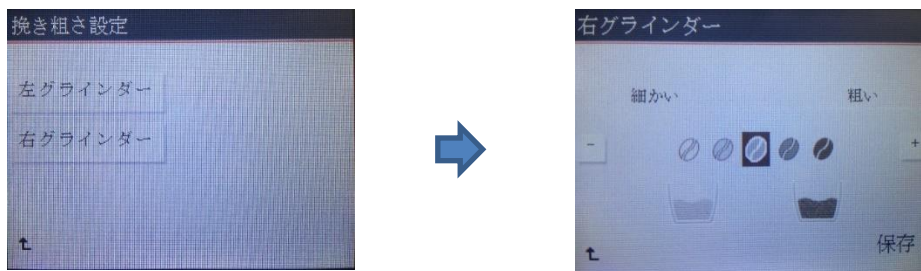 挽き粗さ設定
左グラインダー
右グラインダー
右グラインダー
細かい 粗い
- +
保存